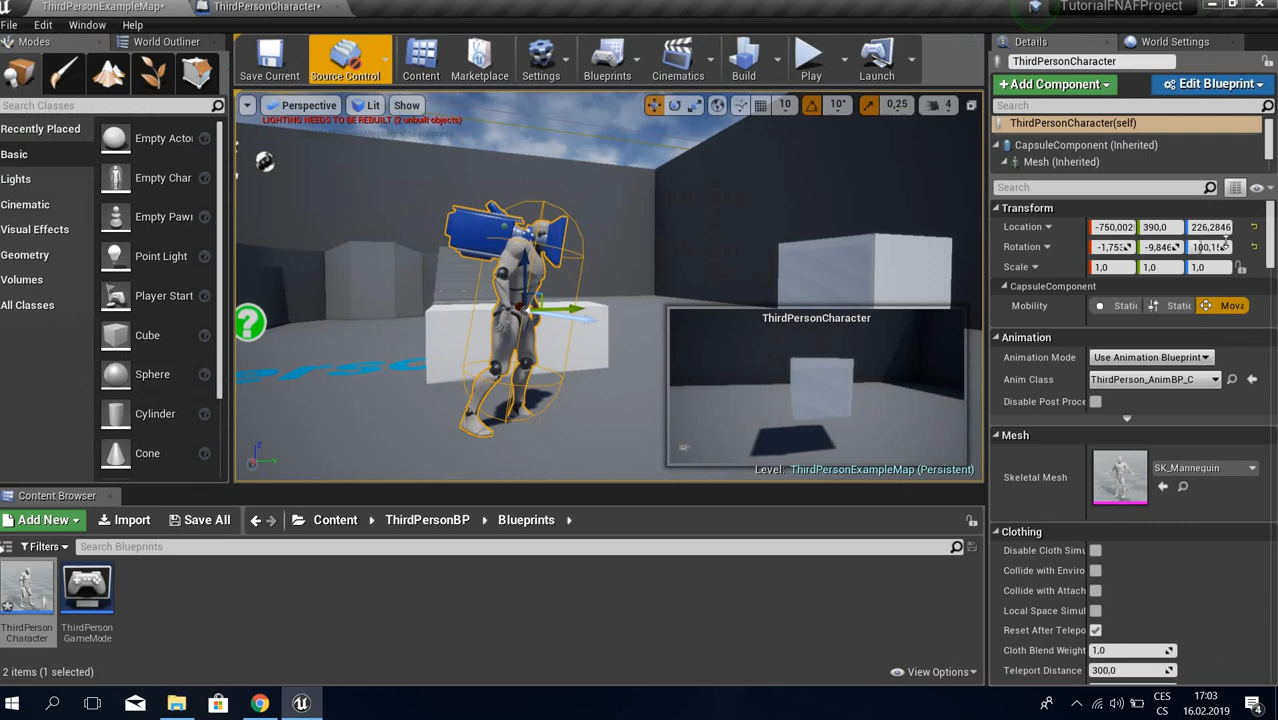 ThirdPersonExampleMap•
ThirdPersonCharacter•
TutorialFNAFProject
File Edit Window Help
Modes
World Outliner
Details
World Settings
Save Current
Source Control
Content
Marketplace
Settings
Blueprints
Cinematics
Build
Play
Launch
ThirdPersonCharacter
+ Add Component
Edit Blueprint
Search Classes
Perspective
Lit
Show
10
10°
0,25
4
Search
LIGHTING NEEDS TO BE REBUILT (2 unbuilt objects)
ThirdPersonCharacter(self)
CapsuleComponent (Inherited)
Mesh (Inherited)
Recently Placed
Basic
Lights
Cinematic
Visual Effects
Geometry
Volumes
All Classes
Empty Acto
Empty Char
Empty Pawn
Point Light
Player Start
Cube
Sphere
Cylinder
Cone
Search
Transform
Location
-750,002
390,0
226,2846
Rotation
-9,846
Scale
1,0
1,0
1,0
CapsuleComponent
Mobility
Static
Static
Mova
Animation
Animation Mode
Use Animation Blueprint
Anim Class
ThirdPerson_AnimBP_C
Disable Post Proce
Mesh
Skeletal Mesh
SK_Mannequin
Clothing
Disable Cloth Simu
Collide with Enviro
Collide with Attach
Local Space Simul
Reset After Telepo
Cloth Blend Weight
1,0
Teleport Distance
300,0
ThirdPersonCharacter
Level: ThirdPersonExampleMap (Persistent)
Content Browser
Add New
Import
Save All
Content
ThirdPersonBP
Blueprints
Filters
Search Blueprints
ThirdPerson
Character
ThirdPerson
GameMode
2 items (1 selected)
View Options
CES
CS
17:03
16.02.2019
4